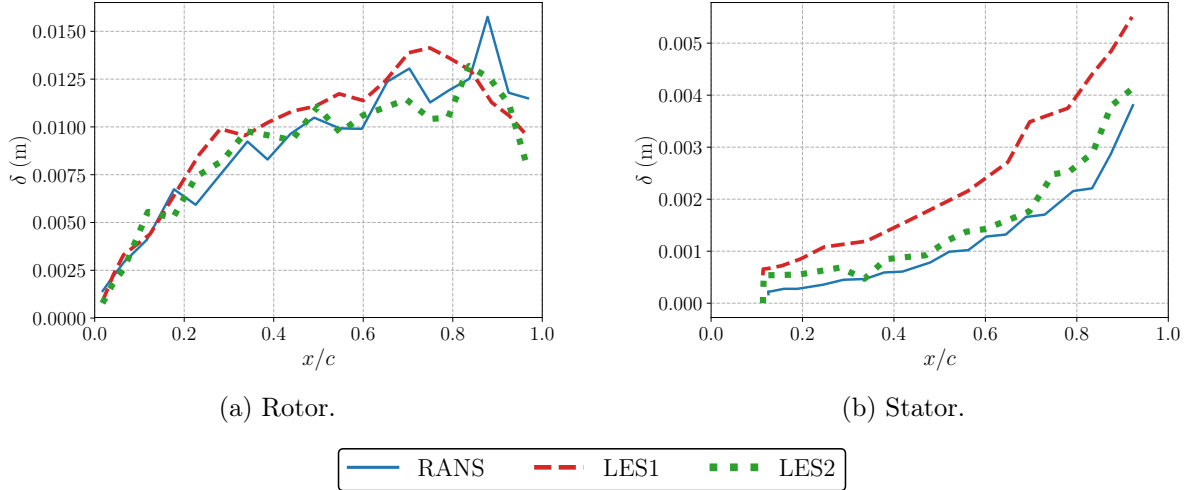 0.0150
0.0125
0.0100
0.0075
0.0050
0.0025
0.0000
δ (m)
0.0 0.2 0.4 0.6 0.8 1.0
x/c
(a) Rotor.
0.005
0.004
0.003
0.002
0.001
0.000
δ (m)
0.0 0.2 0.4 0.6 0.8 1.0
x/c
(b) Stator.
RANS LES1 LES2